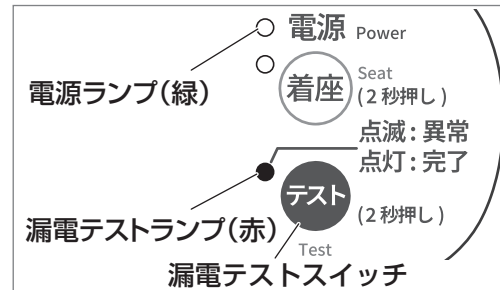 電源 Power
電源ランプ(緑)
着座 Seat
(2秒押し)
点滅:異常
点灯:完了
テスト
(2秒押し)
漏電テストランプ(赤)
Test
漏電テストスイッチ